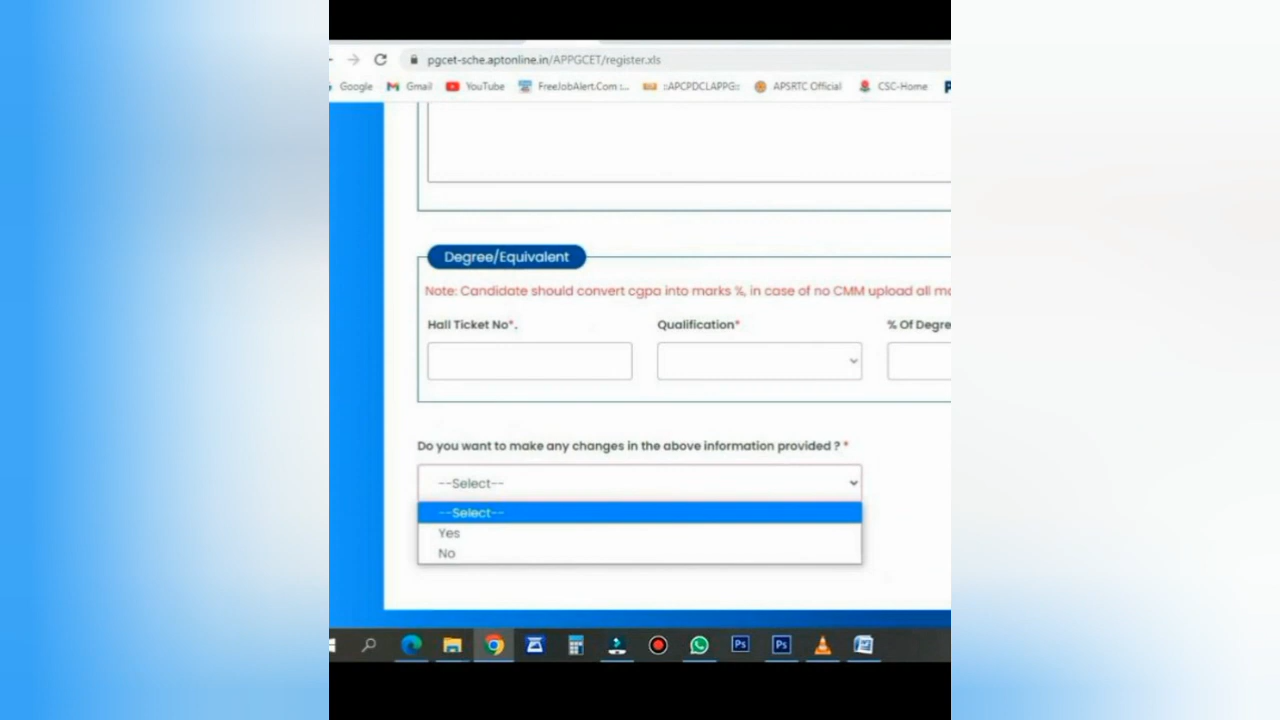 pgcet-sche.aptonline.in/APPGCET/register.xls
Google Gmail YouTube FreeJobAlert.Com :... ::APCPDCLAPPG:: APSRTC Official CSC-Home
Degree/Equivalent
Note: Candidate should convert cgpa into marks %, in case of no CMM upload all
Hall Ticket No*. Qualification* % Of Degre
Do you want to make any changes in the above information provided ? *
--Select--
--Select--
Yes
No
Ps Ps